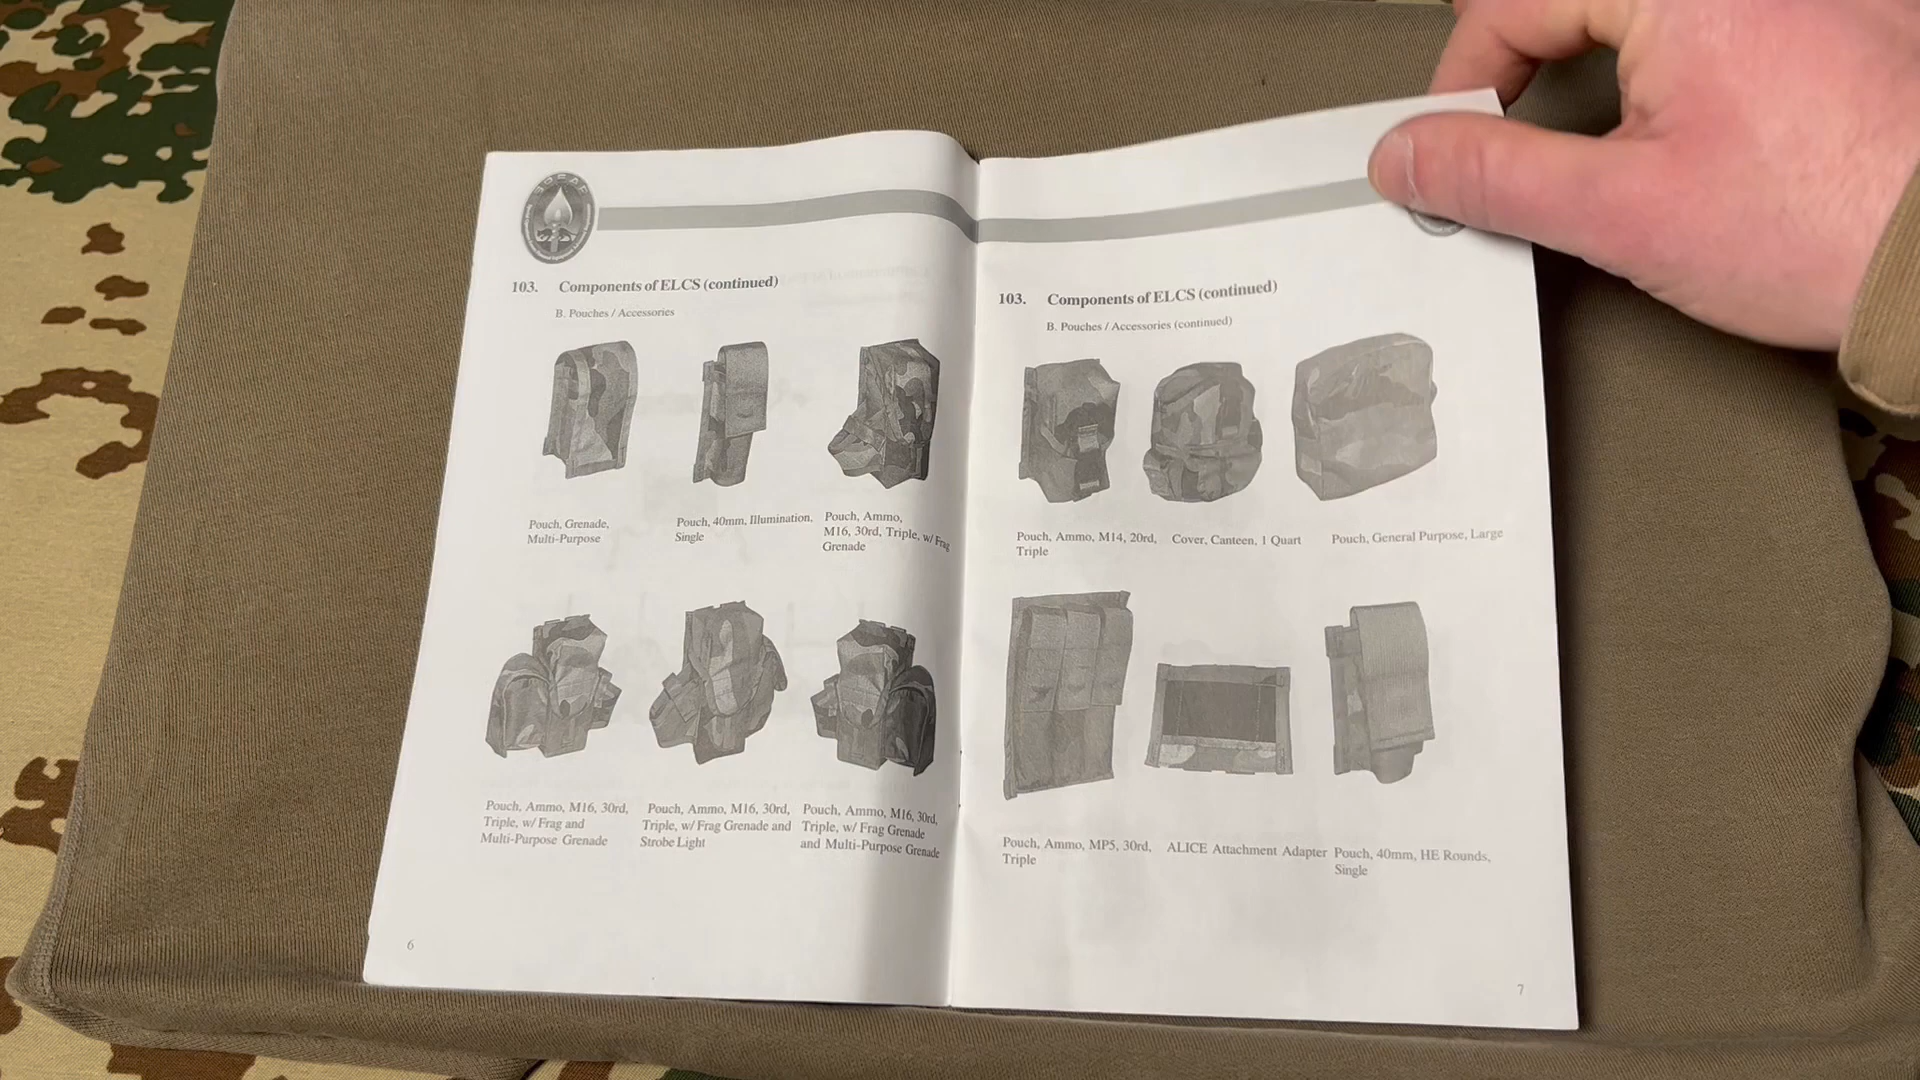 103. Components of ELCS (continued)
B. Pouches / Accessories
Pouch, Grenade,
Multi-Purpose
Pouch, 40mm, Illumination,
Single
Pouch, Ammo,
M16, 30rd, Triple, w/ Frag
Grenade
Pouch, Ammo, M16, 30rd,
Triple, w/ Frag and
Multi-Purpose Grenade
Pouch, Ammo, M16, 30rd,
Triple, w/ Frag Grenade and
Strobe Light
Pouch, Ammo, M16, 30rd,
Triple, w/ Frag Grenade
and Multi-Purpose Grenade
6
103. Components of ELCS (continued)
B. Pouches / Accessories (continued)
Pouch, Ammo, M14, 20rd,
Triple
Cover, Canteen, 1 Quart
Pouch, General Purpose, Large
Pouch, Ammo, MP5, 30rd,
Triple
ALICE Attachment Adapter
Pouch, 40mm, HE Rounds,
Single
7